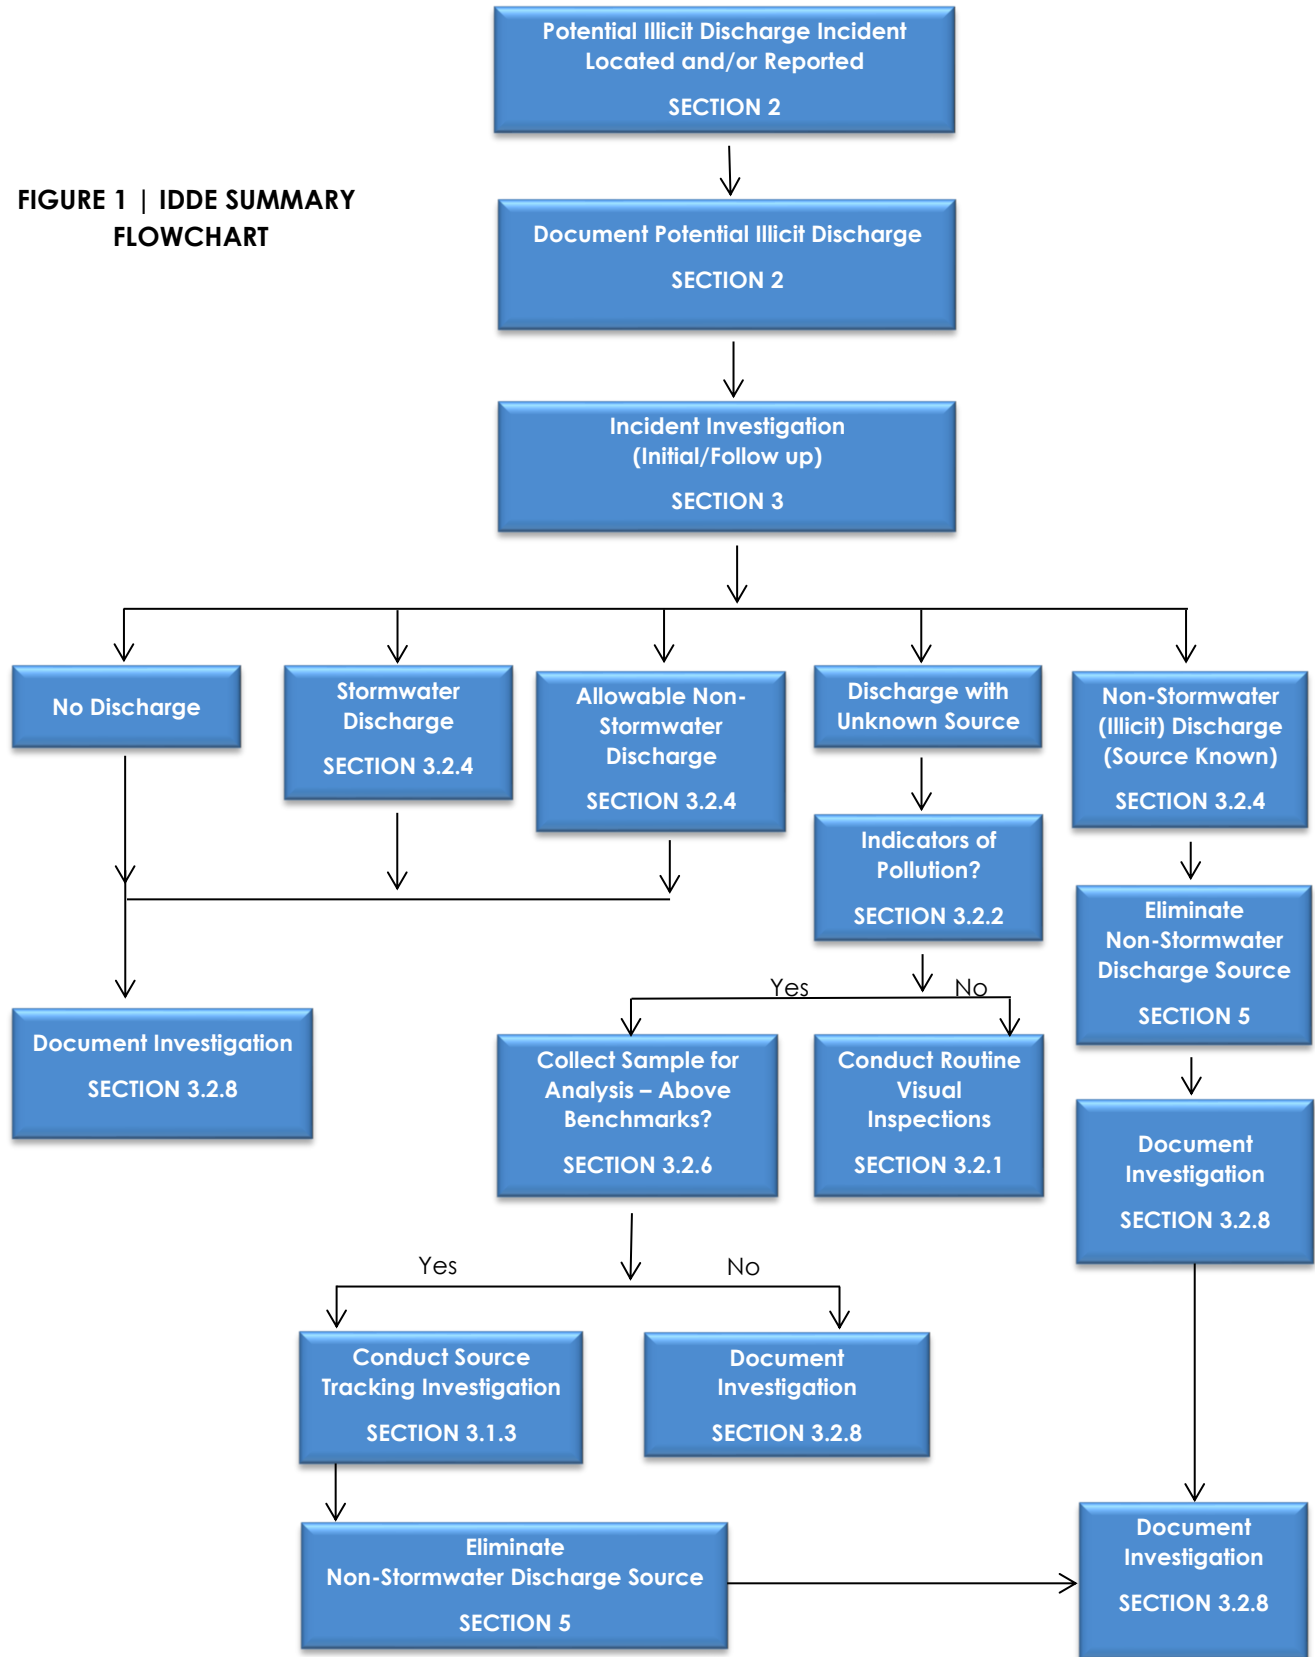 Potential Illicit Discharge Incident
Located and/or Reported
SECTION 2
FIGURE 1 | IDDE SUMMARY
FLOWCHART
Document Potential Illicit Discharge
SECTION 2
Incident Investigation
(Initial/Follow up)
SECTION 3
No Discharge
Stormwater
Discharge
SECTION 3.2.4
Allowable Non-
Stormwater
Discharge
SECTION 3.2.4
Discharge with
Unknown Source
Non-Stormwater
(Illicit) Discharge
(Source Known)
SECTION 3.2.4
Indicators of
Pollution?
SECTION 3.2.2
Eliminate
Non-Stormwater
Discharge Source
SECTION 5
Yes
No
Document Investigation
SECTION 3.2.8
Collect Sample for
Analysis – Above
Benchmarks?
SECTION 3.2.6
Conduct Routine
Visual
Inspections
SECTION 3.2.1
Document
Investigation
SECTION 3.2.8
Yes
No
Conduct Source
Tracking Investigation
SECTION 3.1.3
Document
Investigation
SECTION 3.2.8
Eliminate
Non-Stormwater Discharge Source
SECTION 5
Document
Investigation
SECTION 3.2.8